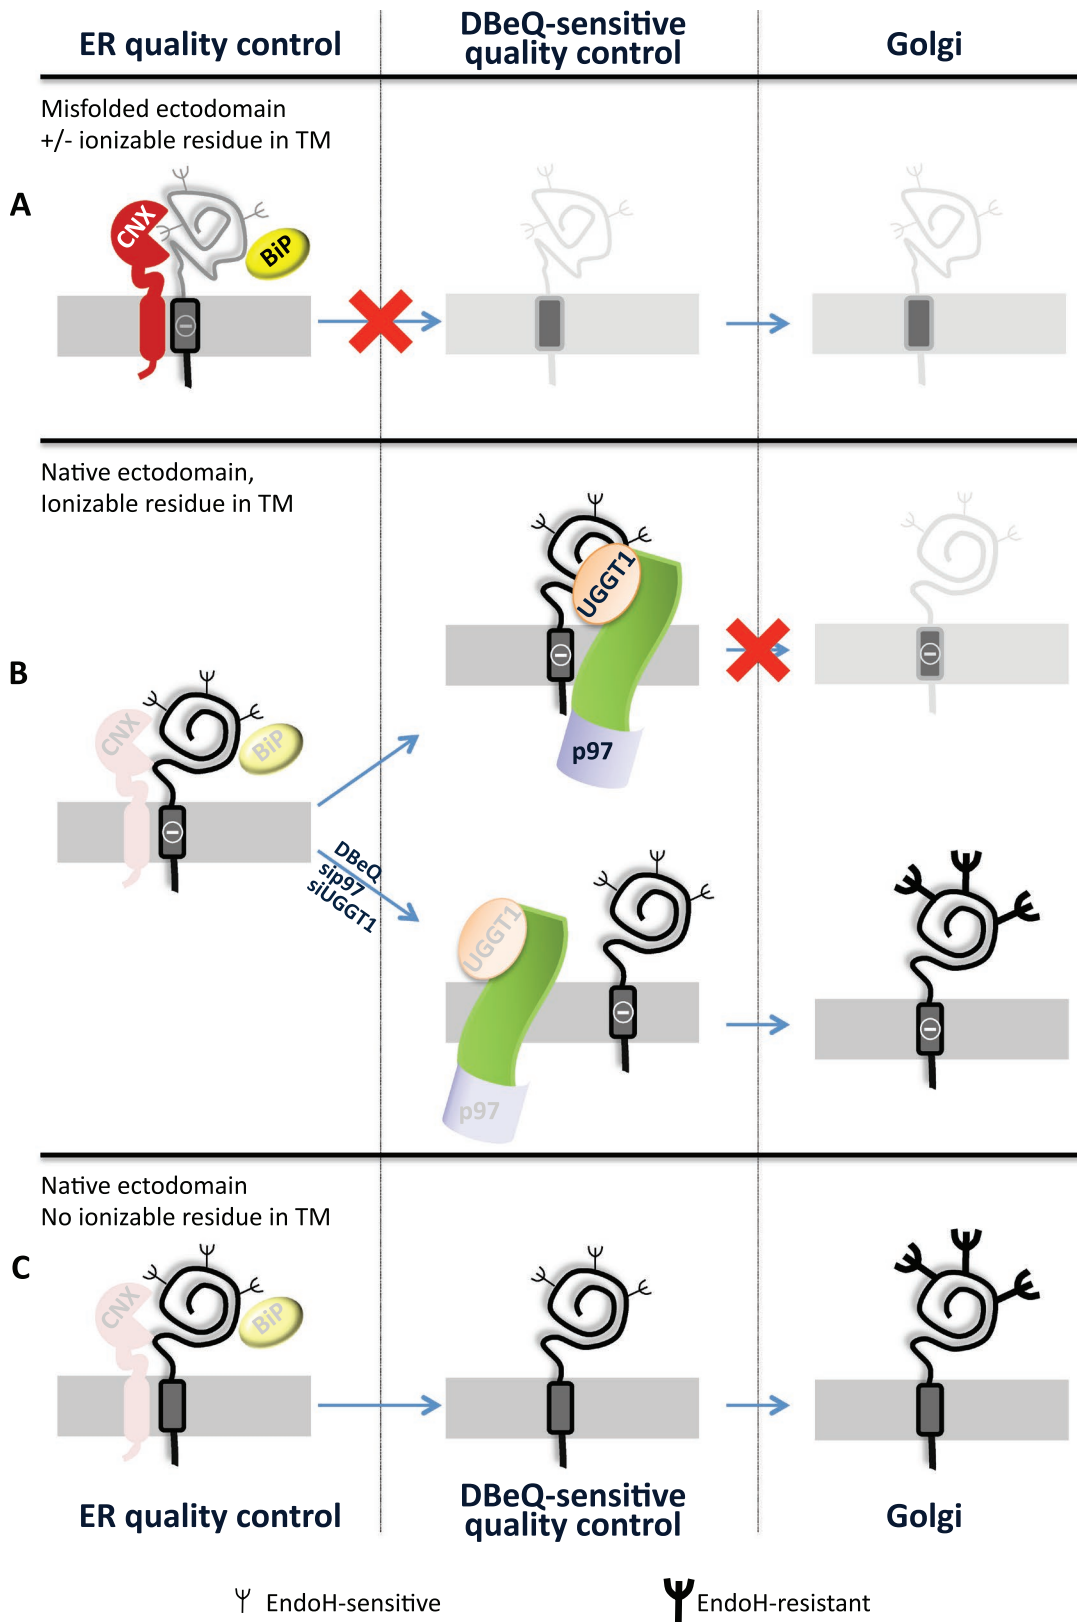 ER quality control
DBeQ-sensitive
quality control
Golgi
Misfolded ectodomain
+/- ionizable residue in TM
A
CNX
BiP
Native ectodomain,
Ionizable residue in TM
UGGT1
p97
B
CNX
BiP
DBeQ
sip97
siUGGT1
UGGT1
p97
Native ectodomain
No ionizable residue in TM
C
CNX
BiP
ER quality control
DBeQ-sensitive
quality control
Golgi
EndoH-sensitive
EndoH-resistant